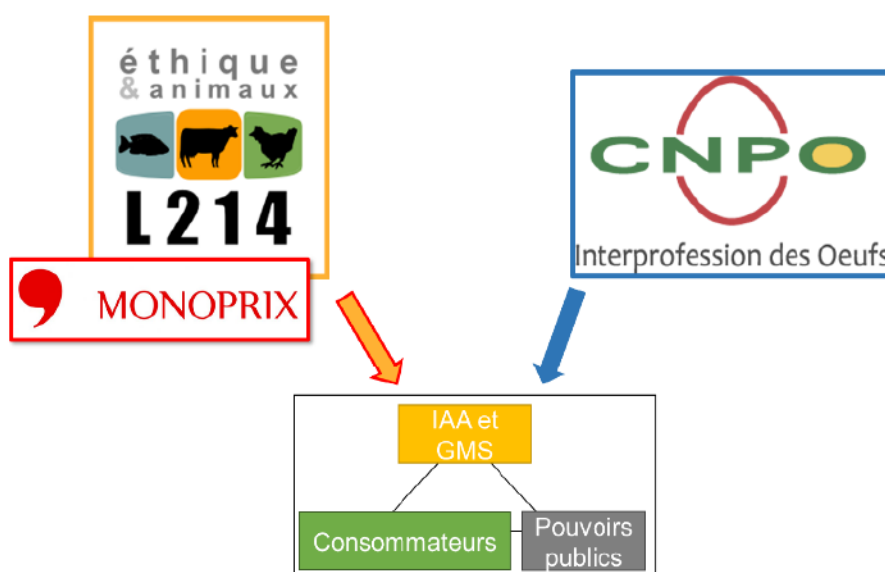 éthique
& animaux
L214
MONOPRIX
CNPO
Interprofession des Oeufs
IAA et
GMS
Consommateurs
Pouvoirs
publics